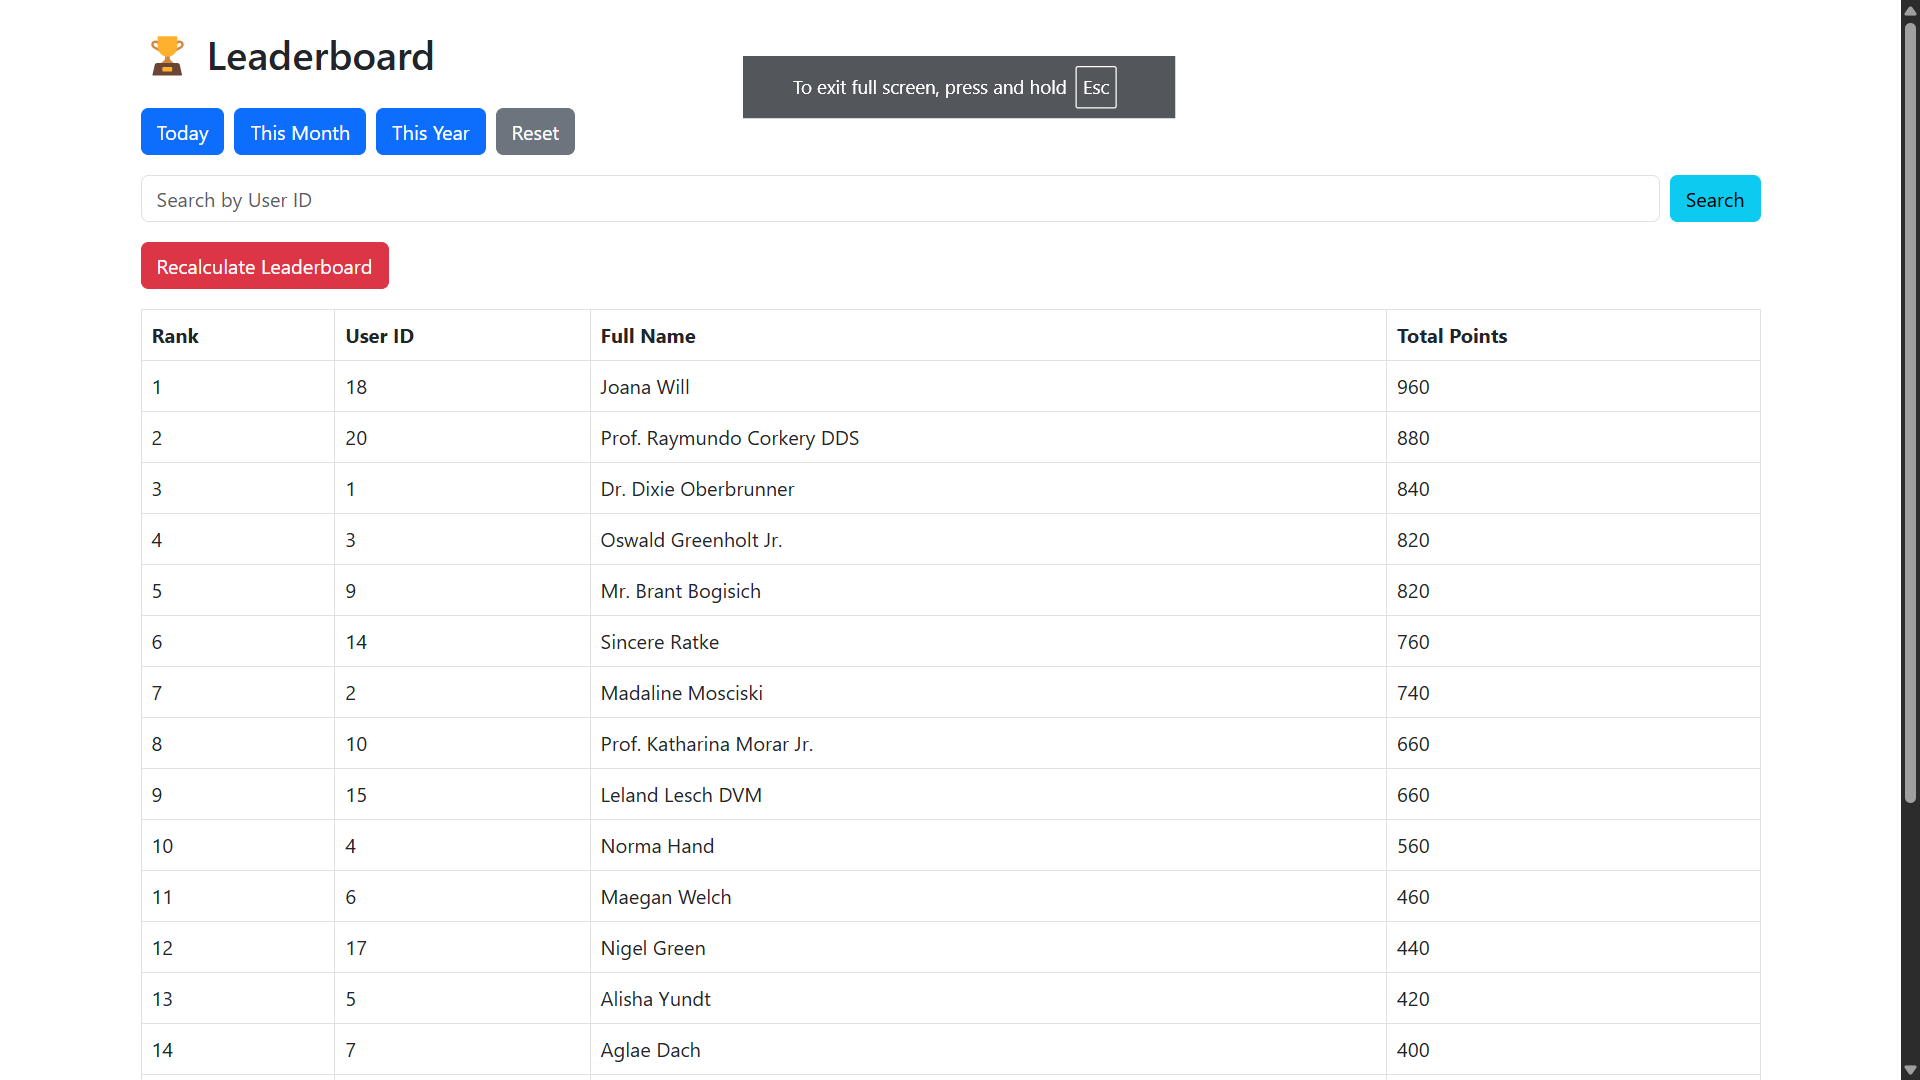 Leaderboard
To exit full screen, press and hold Esc
Today This Month This Year Reset
Search by User ID Search
Recalculate Leaderboard
Rank User ID Full Name Total Points
1 18 Joana Will 960
2 20 Prof. Raymundo Corkery DDS 880
3 1 Dr. Dixie Oberbrunner 840
4 3 Oswald Greenholt Jr. 820
5 9 Mr. Brant Bogisich 820
6 14 Sincere Ratke 760
7 2 Madaline Mosciski 740
8 10 Prof. Katharina Morar Jr. 660
9 15 Leland Lesch DVM 660
10 4 Norma Hand 560
11 6 Maegan Welch 460
12 17 Nigel Green 440
13 5 Alisha Yundt 420
14 7 Aglae Dach 400